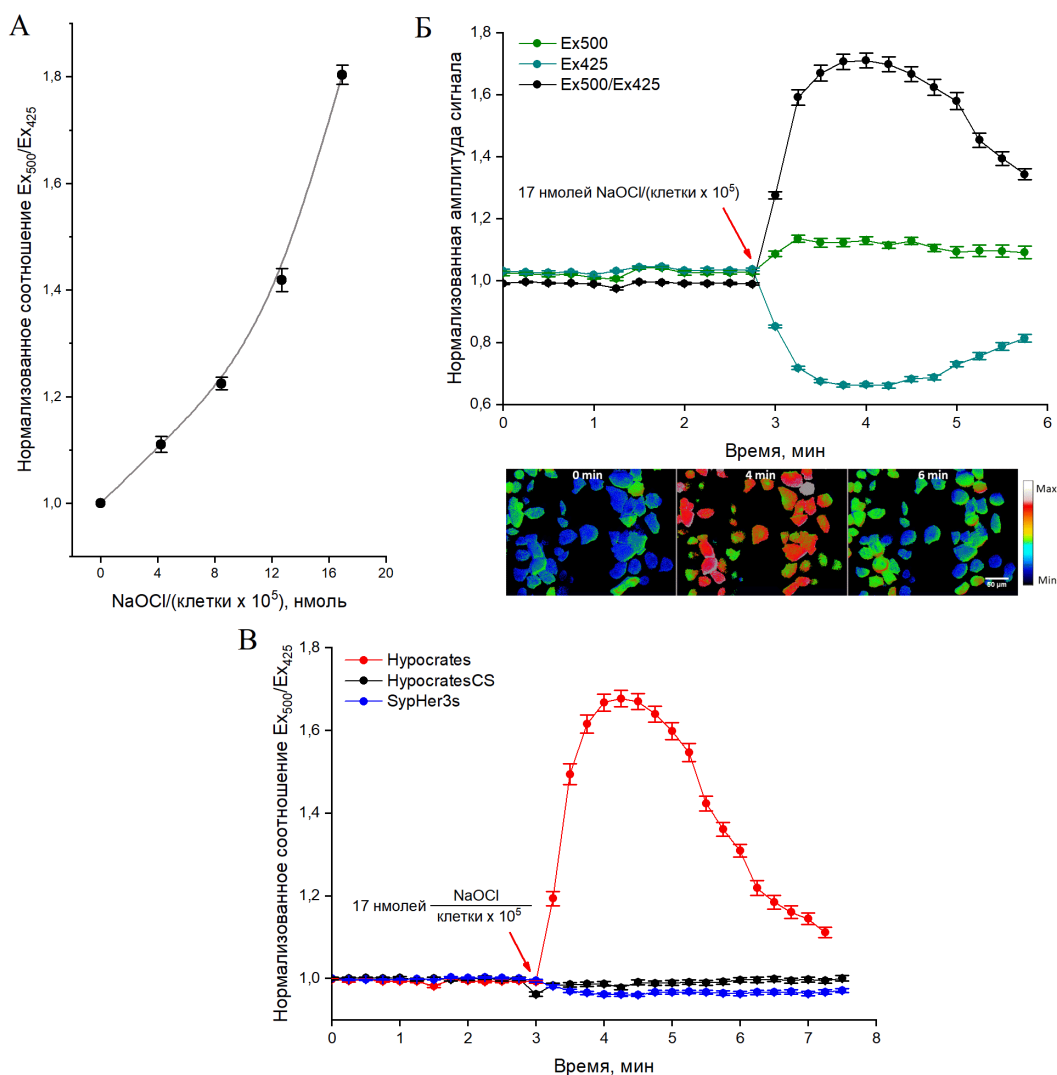 А
Нормализованное соотношение Ex500/Ex425
1,8
1,6
1,4
1,2
1,0
0
4
8
12
16
20
NaOCl/(клетки x 10⁵), нмоль
Б
Нормализованная амплитуда сигнала
1,8
1,6
1,4
1,2
1,0
0,8
0,6
Ex500
Ex425
Ex500/Ex425
17 нмолей NaOCl/(клетки x 10⁵)
0
1
2
3
4
5
6
Время, мин
0 min
4 min
6 min
Max
Min
60 μm
В
Нормализованное соотношение Ex500/Ex425
1,8
1,6
1,4
1,2
1,0
Hypocrates
HypocratesCS
SypHer3s
17 нмолей NaOCl
клетки x 10⁵
0
1
2
3
4
5
6
7
8
Время, мин